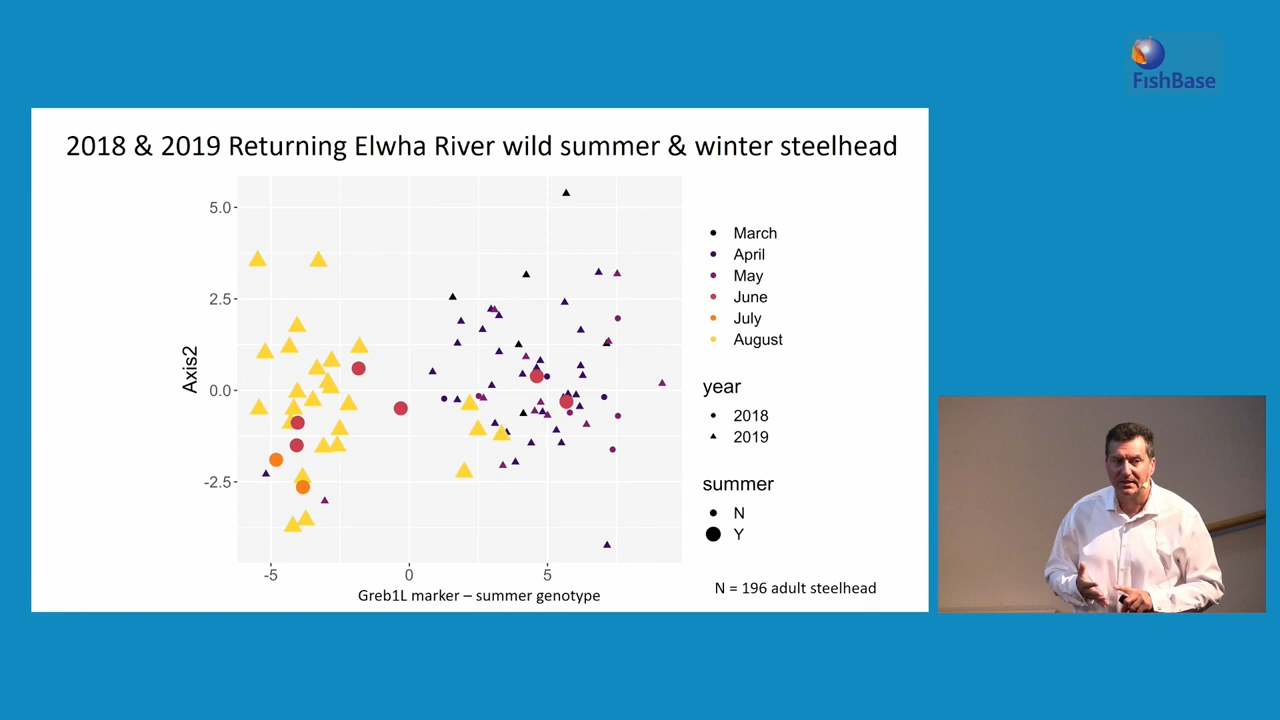 FishBase
2018 & 2019 Returning Elwha River wild summer & winter steelhead
5.0
2.5
0.0
-2.5
Axis2
-5
0
5
Greb1L marker – summer genotype
March
April
May
June
July
August
year
2018
2019
summer
N
Y
N = 196 adult steelhead